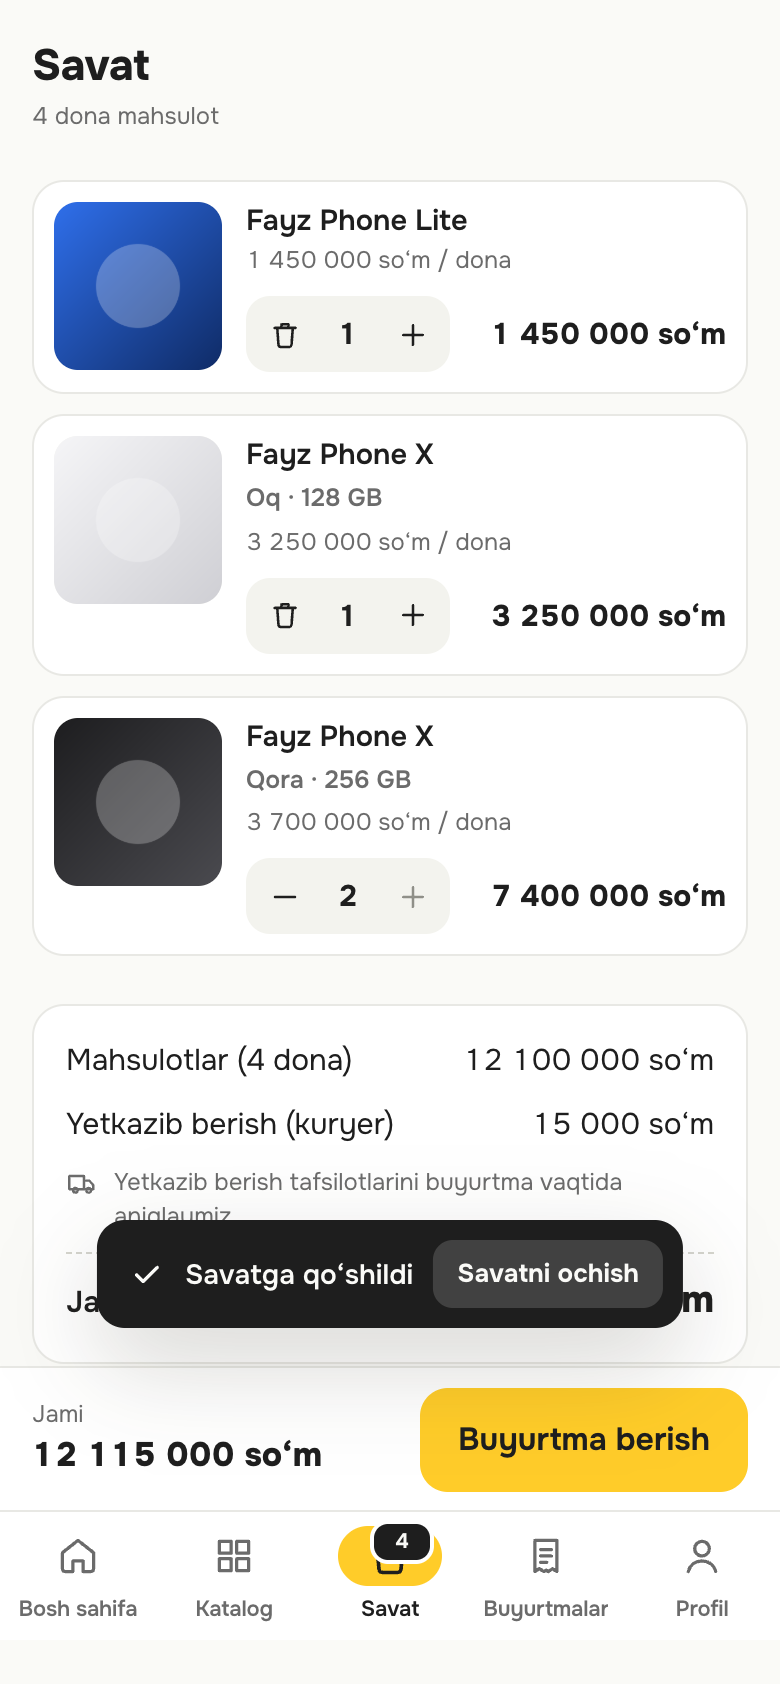 Savat
4 dona mahsulot
Fayz Phone Lite
1 450 000 so‘m / dona
1
1 450 000 so‘m
Fayz Phone X
Oq · 128 GB
3 250 000 so‘m / dona
1
3 250 000 so‘m
Fayz Phone X
Qora · 256 GB
3 700 000 so‘m / dona
2
7 400 000 so‘m
Mahsulotlar (4 dona) 12 100 000 so‘m
Yetkazib berish (kuryer) 15 000 so‘m
Yetkazib berish tafsilotlarini buyurtma vaqtida
aniqlaymiz
Savatga qo‘shildi
Savatni ochish
Jami
12 115 000 so‘m
Buyurtma berish
4
Bosh sahifa
Katalog
Savat
Buyurtmalar
Profil